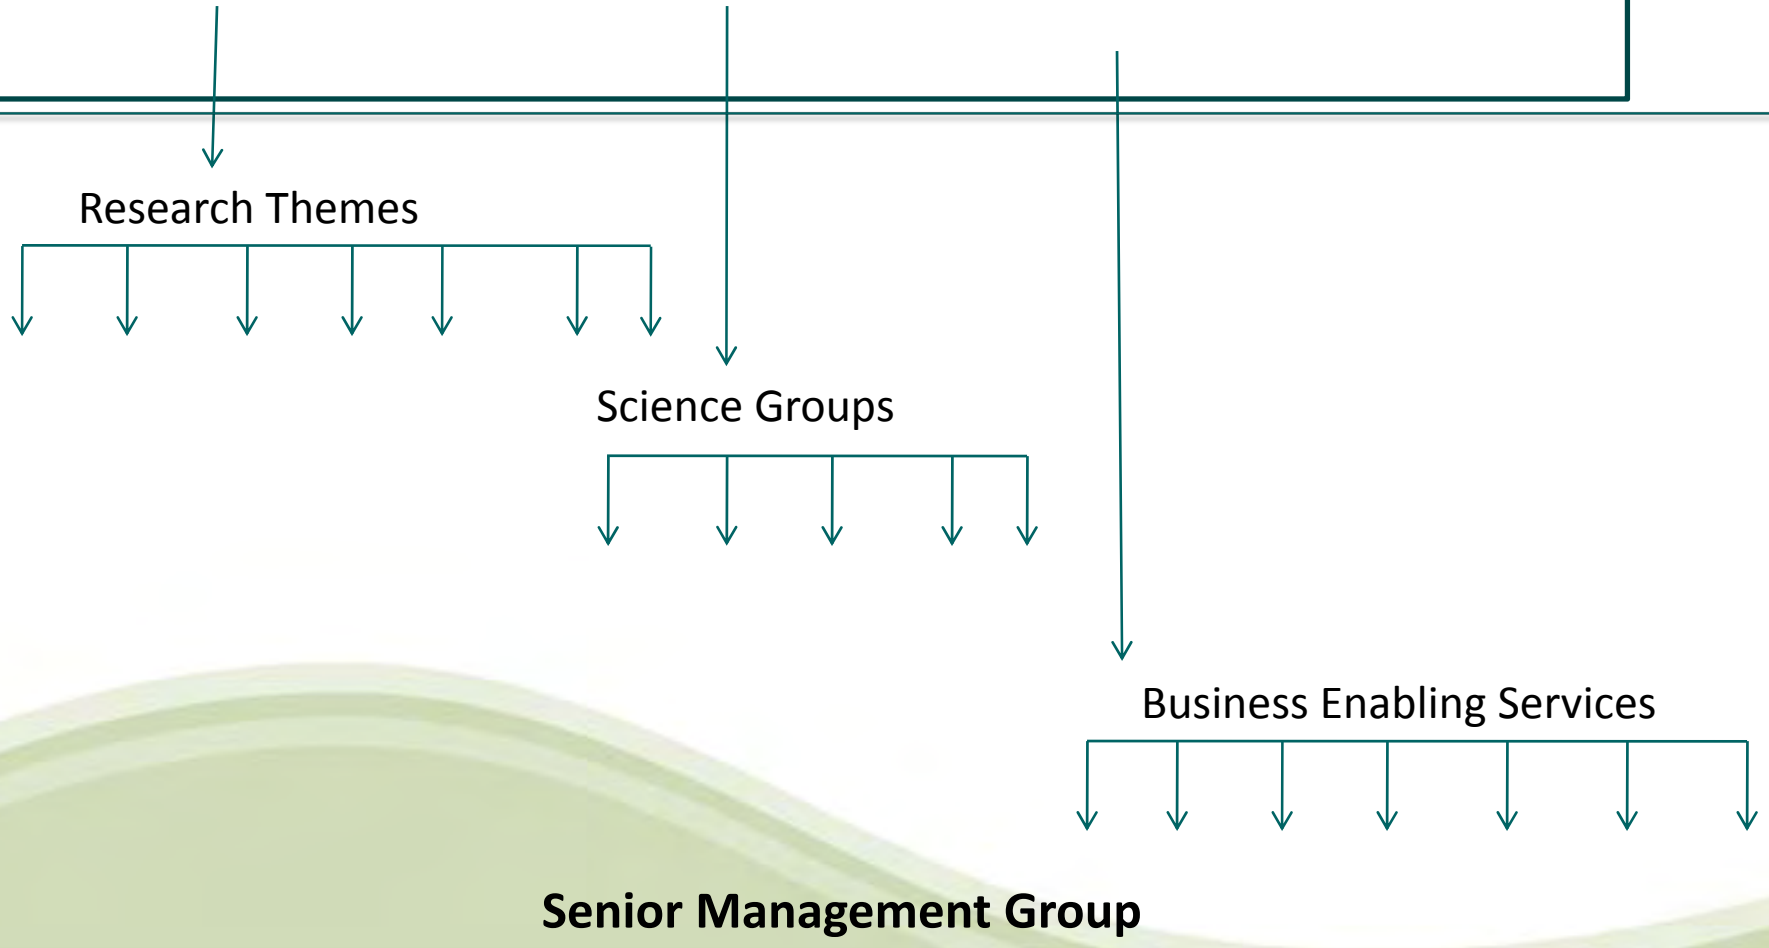 Research Themes
Science Groups
Business Enabling Services
Senior Management Group